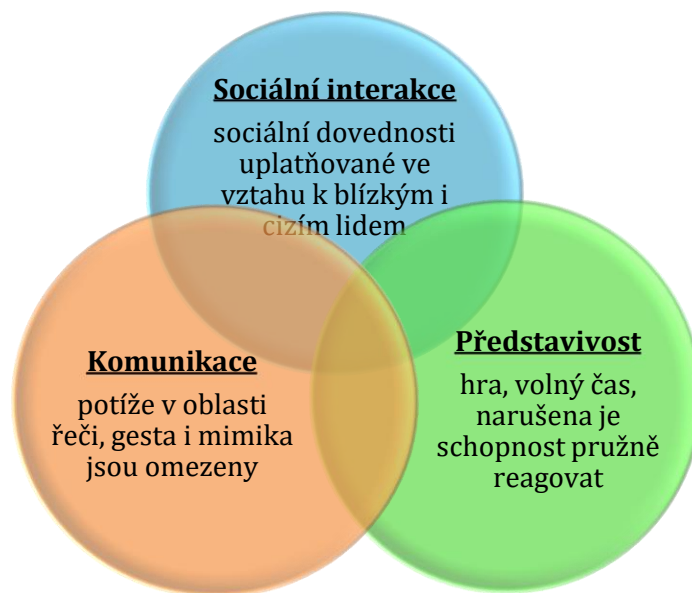 Sociální interakce
sociální dovednosti
uplatňované ve
vztahu k blízkým i
cizím lidem
Komunikace
potíže v oblasti
řeči, gesta i mimika
jsou omezeny
Představivost
hra, volný čas,
narušena je
schopnost pružně
reagovat